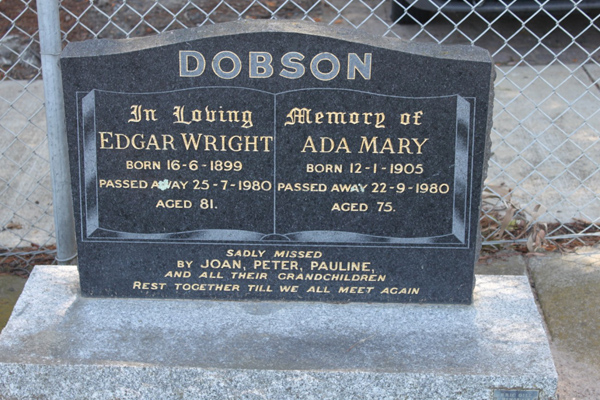 DOBSON
In Loving Memory of
EDGAR WRIGHT
BORN 16-6-1899
PASSED AWAY 25-7-1980
AGED 81.
ADA MARY
BORN 12-1-1905
PASSED AWAY 22-9-1980
AGED 75.
SADLY MISSED
BY JOAN, PETER, PAULINE,
AND ALL THEIR GRANDCHILDREN
REST TOGETHER TILL WE ALL MEET AGAIN